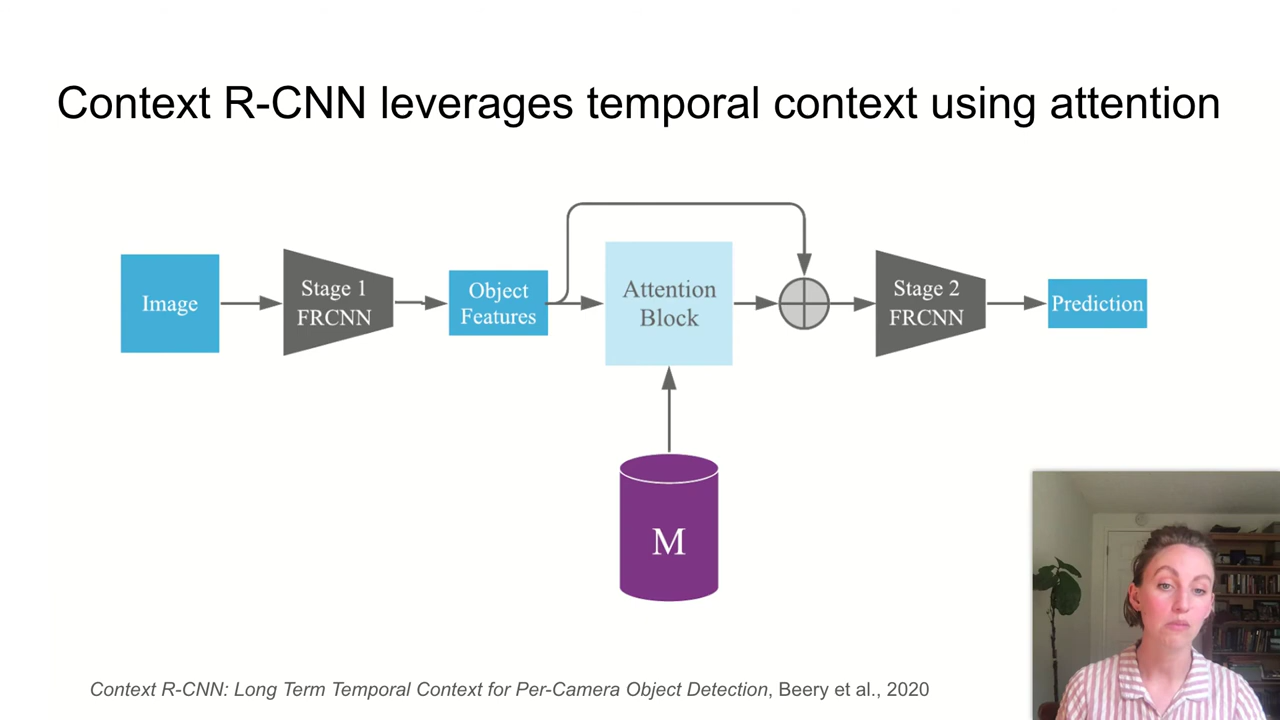 Context R-CNN leverages temporal context using attention
Image
Stage 1
FRCNN
Object
Features
Attention
Block
Stage 2
FRCNN
Prediction
M
Context R-CNN: Long Term Temporal Context for Per-Camera Object Detection, Beery et al., 2020